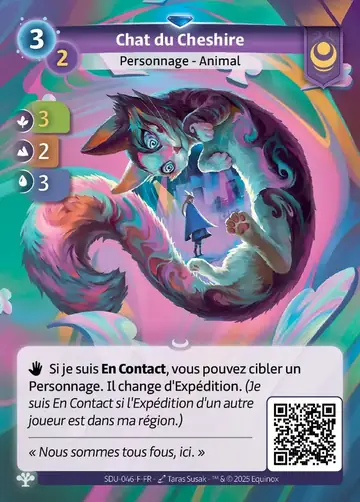 3
Chat du Cheshire
2
Personnage - Animal
3
2
3
Si je suis En Contact, vous pouvez cibler un
Personnage. Il change d'Expédition. (Je
suis En Contact si l'Expédition d'un autre
joueur est dans ma région.)
« Nous sommes tous fous, ici. »
SDU-046-F-FR - Taras Susak - ™ & © 2025 Equinox